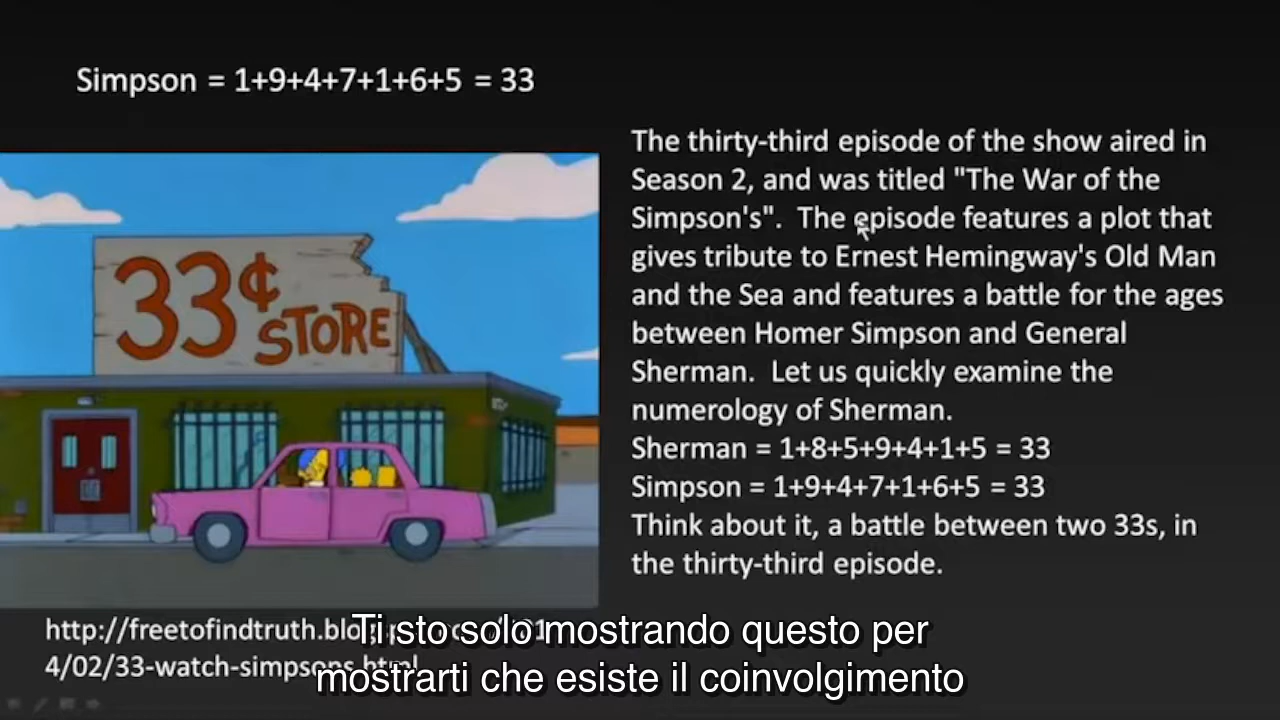 Simpson = 1+9+4+7+1+6+5 = 33
33¢
STORE
The thirty-third episode of the show aired in
Season 2, and was titled "The War of the
Simpson's". The episode features a plot that
gives tribute to Ernest Hemingway's Old Man
and the Sea and features a battle for the ages
between Homer Simpson and General
Sherman. Let us quickly examine the
numerology of Sherman.
Sherman = 1+8+5+9+4+1+5 = 33
Simpson = 1+9+4+7+1+6+5 = 33
Think about it, a battle between two 33s, in
the thirty-third episode.
4/02/33-watch-simpsons.html
Ti sto solo mostrando questo per
mostrarti che esiste il coinvolgimento